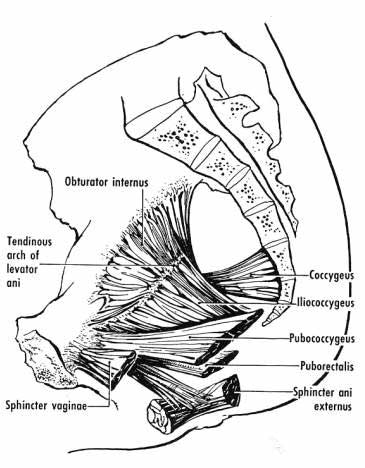 Obturator internus
Tendinous
arch of
levator
ani
Coccygeus
Iliococcygeus
Pubococcygeus
Puborectalis
Sphincter ani
externus
Sphincter vaginae